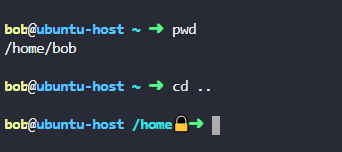 bob@ubuntu-host ~ ➜ pwd
/home/bob
bob@ubuntu-host ~ ➜ cd ..
bob@ubuntu-host /home🔒➜